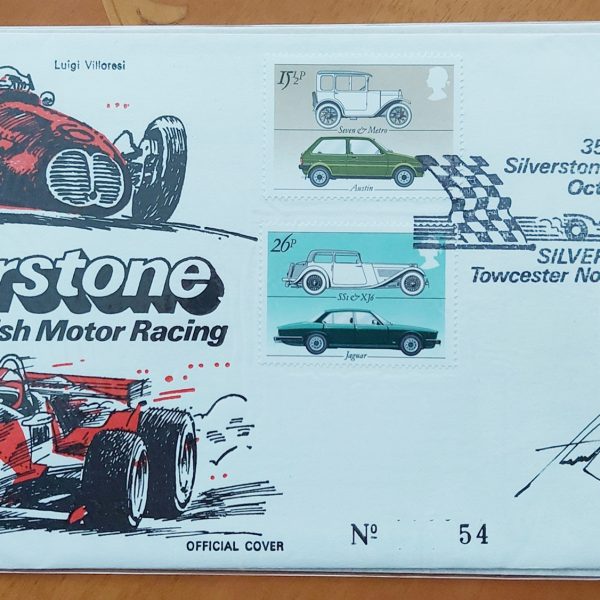 Luigi Villoresi
15½P
Seven & Metro
Austin
26P
SS1 & XJ6
Jaguar
35
Silverston
Oct
SILVER
Towcester No
rstone
ish Motor Racing
OFFICIAL COVER
Nº 54